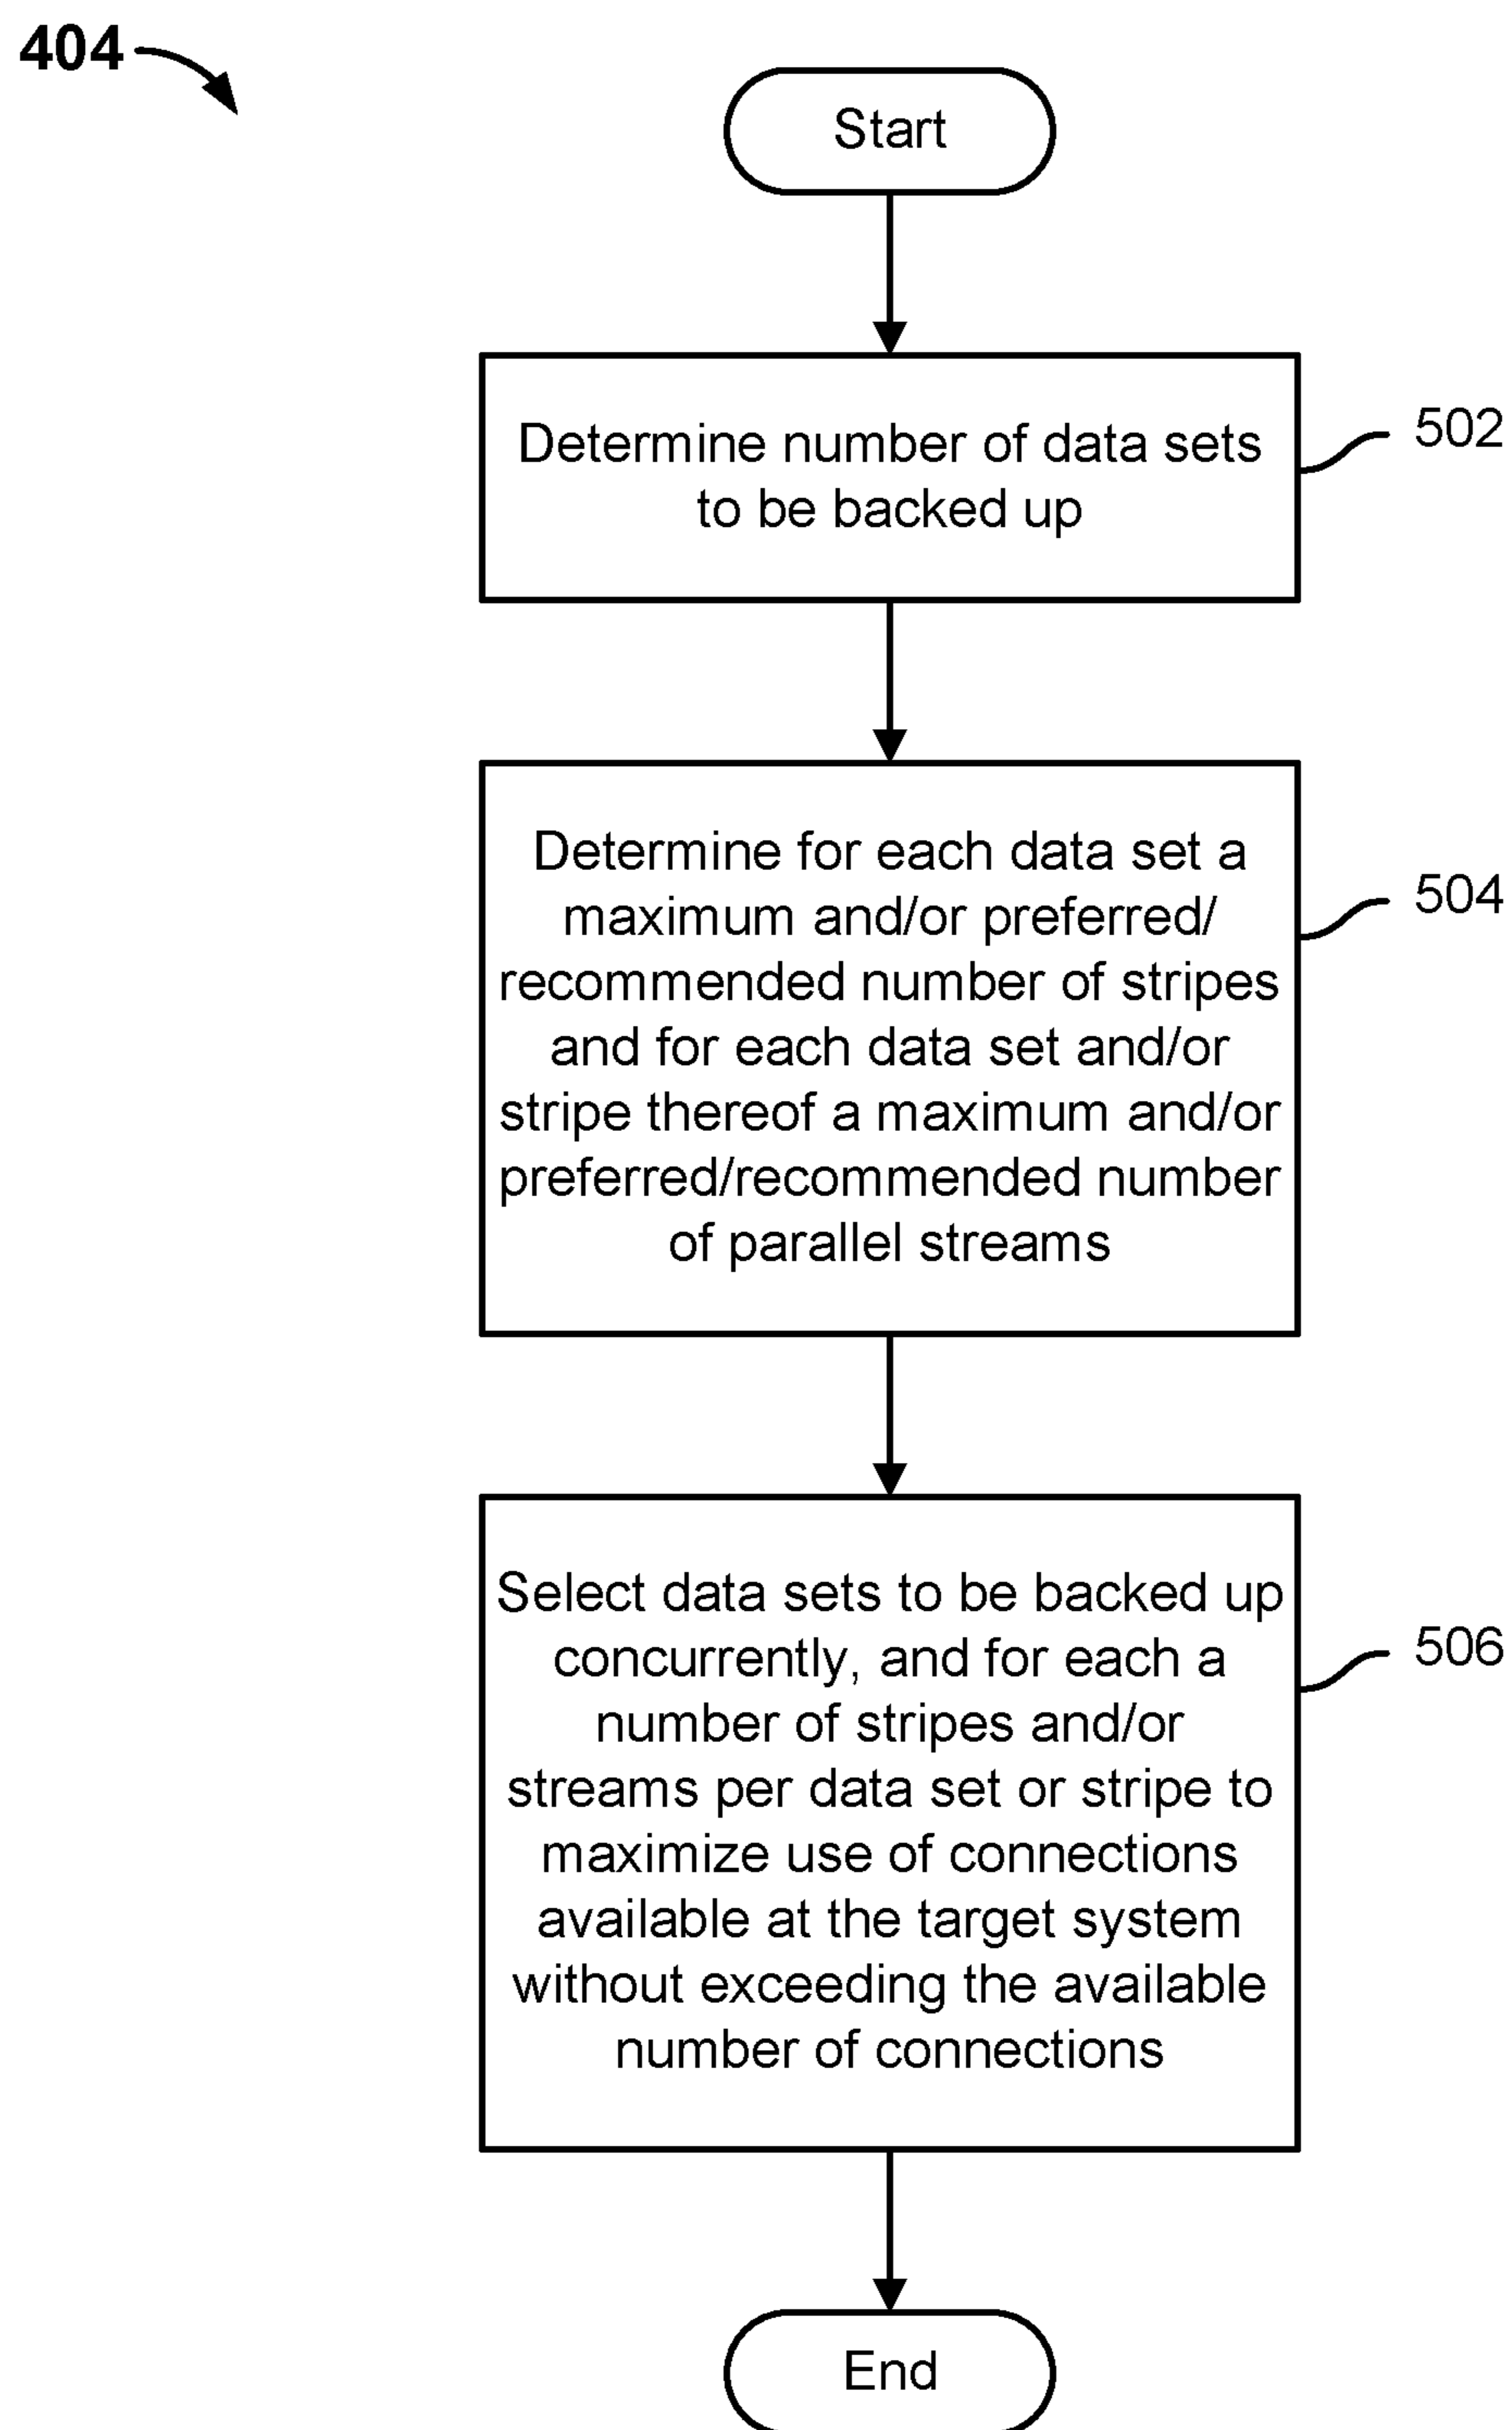 404
Start
Determine number of data sets
to be backed up
502
Determine for each data set a
maximum and/or preferred/
recommended number of stripes
and for each data set and/or
stripe thereof a maximum and/or
preferred/recommended number
of parallel streams
504
Select data sets to be backed up
concurrently, and for each a
number of stripes and/or
streams per data set or stripe to
maximize use of connections
available at the target system
without exceeding the available
number of connections
506
End